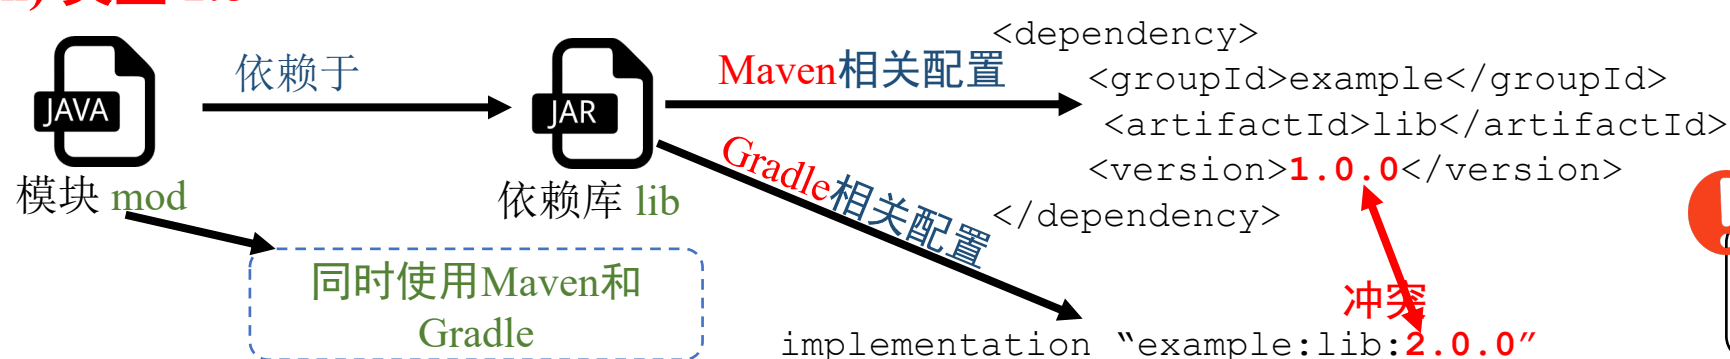 JAVA
模块 mod
依赖于
JAR
依赖库 lib
Maven相关配置
Gradle相关配置
同时使用Maven和
Gradle
<dependency>
<groupId>example</groupId>
<artifactId>lib</artifactId>
<version>1.0.0</version>
</dependency>
冲突
implementation “example:lib:2.0.0”